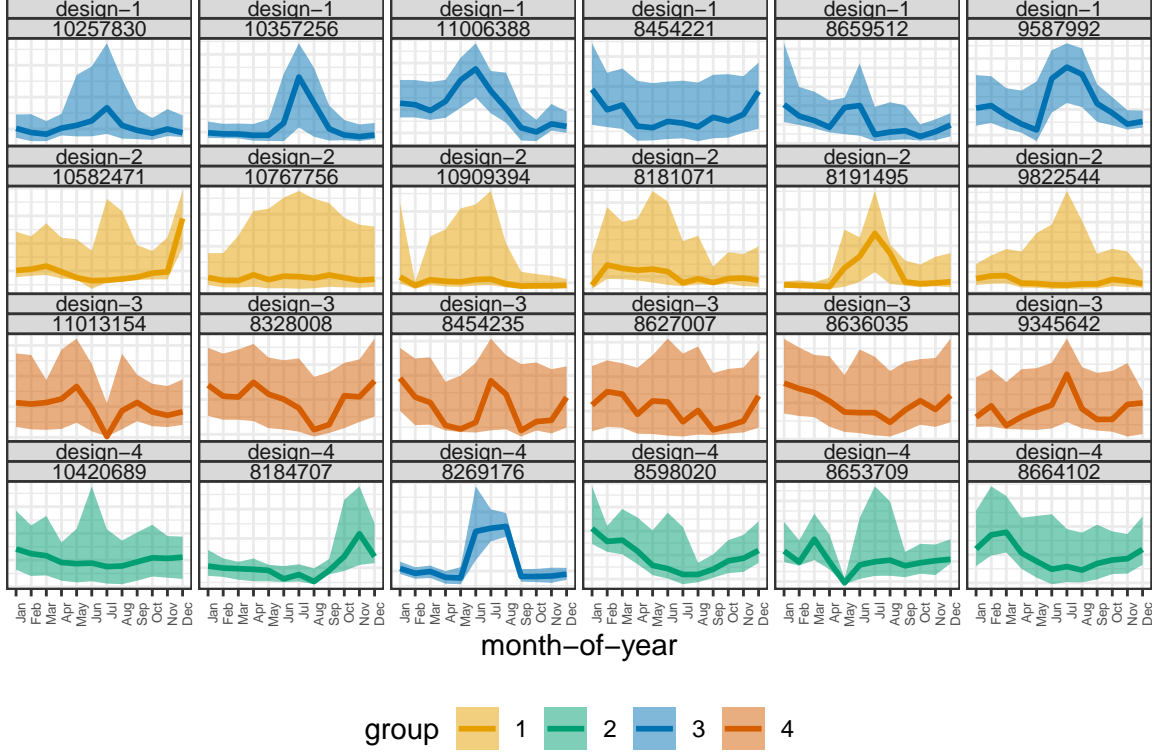 design−1 design−1 design−1 design−1 design−1 design−1
10257830 10357256 11006388 8454221 8659512 9587992
design−2 design−2 design−2 design−2 design−2 design−2
10582471 10767756 10909394 8181071 8191495 9822544
design−3 design−3 design−3 design−3 design−3 design−3
11013154 8328008 8454235 8627007 8636035 9345642
design−4 design−4 design−4 design−4 design−4 design−4
10420689 8184707 8269176 8598020 8653709 8664102
Jan Feb Mar Apr May Jun Jul Aug Sep Oct Nov Dec Jan Feb Mar Apr May Jun Jul Aug Sep Oct Nov Dec Jan Feb Mar Apr May Jun Jul Aug Sep Oct Nov Dec Jan Feb Mar Apr May Jun Jul Aug Sep Oct Nov Dec Jan Feb Mar Apr May Jun Jul Aug Sep Oct Nov Dec Jan Feb Mar Apr May Jun Jul Aug Sep Oct Nov Dec
month−of−year
group 1 2 3 4